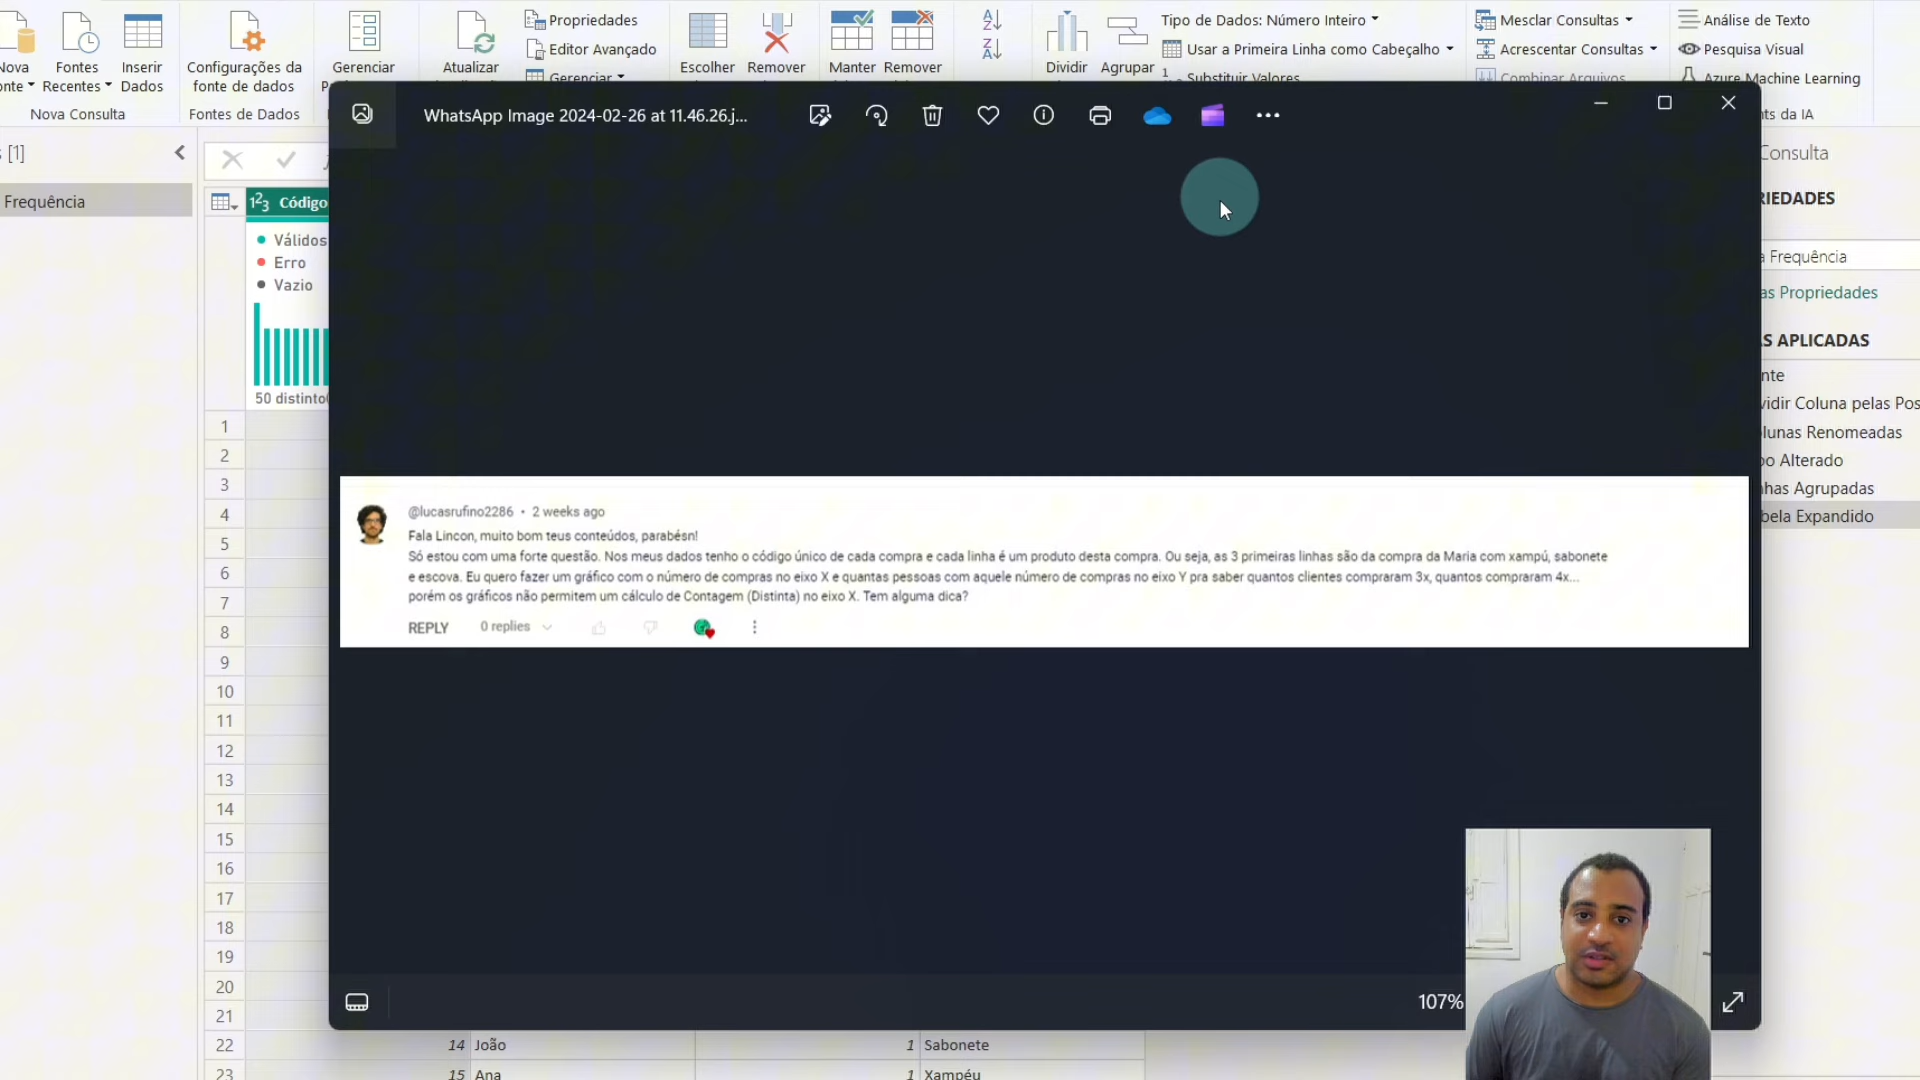 Propriedades
Tipo de Dados: Número Inteiro
Mesclar Consultas
Análise de Texto
Editor Avançado
Usar a Primeira Linha como Cabeçalho
Acrescentar Consultas
Pesquisa Visual
Fontes
Recentes
Inserir
Dados
Configurações da
fonte de dados
Gerenciar
Atualizar
Gerenciar
Escolher
Remover
Manter
Remover
Dividir
Agrupar
Substituir Valores
Combinar Arquivos
Azure Machine Learning
Nova Consulta
Fontes de Dados
ts da IA
WhatsApp Image 2024-02-26 at 11.46.26.j...
[1]
Consulta
Frequência
123 Código
RIEDADES
Válidos
Erro
Vazio
a Frequência
as Propriedades
50 distinto
S APLICADAS
nte
vidir Coluna pelas Pos
lunas Renomeadas
oo Alterado
nhas Agrupadas
bela Expandido
@lucasrufino2286 • 2 weeks ago
Fala Lincon, muito bom teus conteúdos, parabésn!
Só estou com uma forte questão. Nos meus dados tenho o código único de cada compra e cada linha é um produto desta compra. Ou seja, as 3 primeiras linhas são da compra da Maria com xampú, sabonete
e escova. Eu quero fazer um gráfico com o número de compras no eixo X e quantas pessoas com aquele número de compras no eixo Y pra saber quantos clientes compraram 3x, quantos compraram 4x...
porém os gráficos não permitem um cálculo de Contagem (Distinta) no eixo X. Tem alguma dica?
REPLY 0 replies
1
2
3
4
5
6
7
8
9
10
11
12
13
14
15
16
17
18
19
20
21
107%
22 14 João 1 Sabonete
23 15 Ana 1 Xampéu